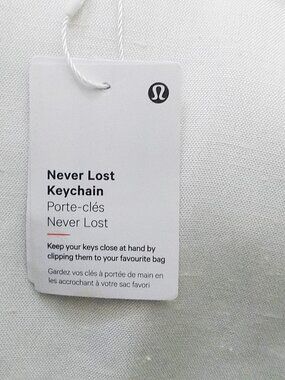 Never Lost
Keychain
Porte-clés
Never Lost
Keep your keys close at hand by
clipping them to your favourite bag
Gardez vos clés à portée de main en
les accrochant à votre sac favori